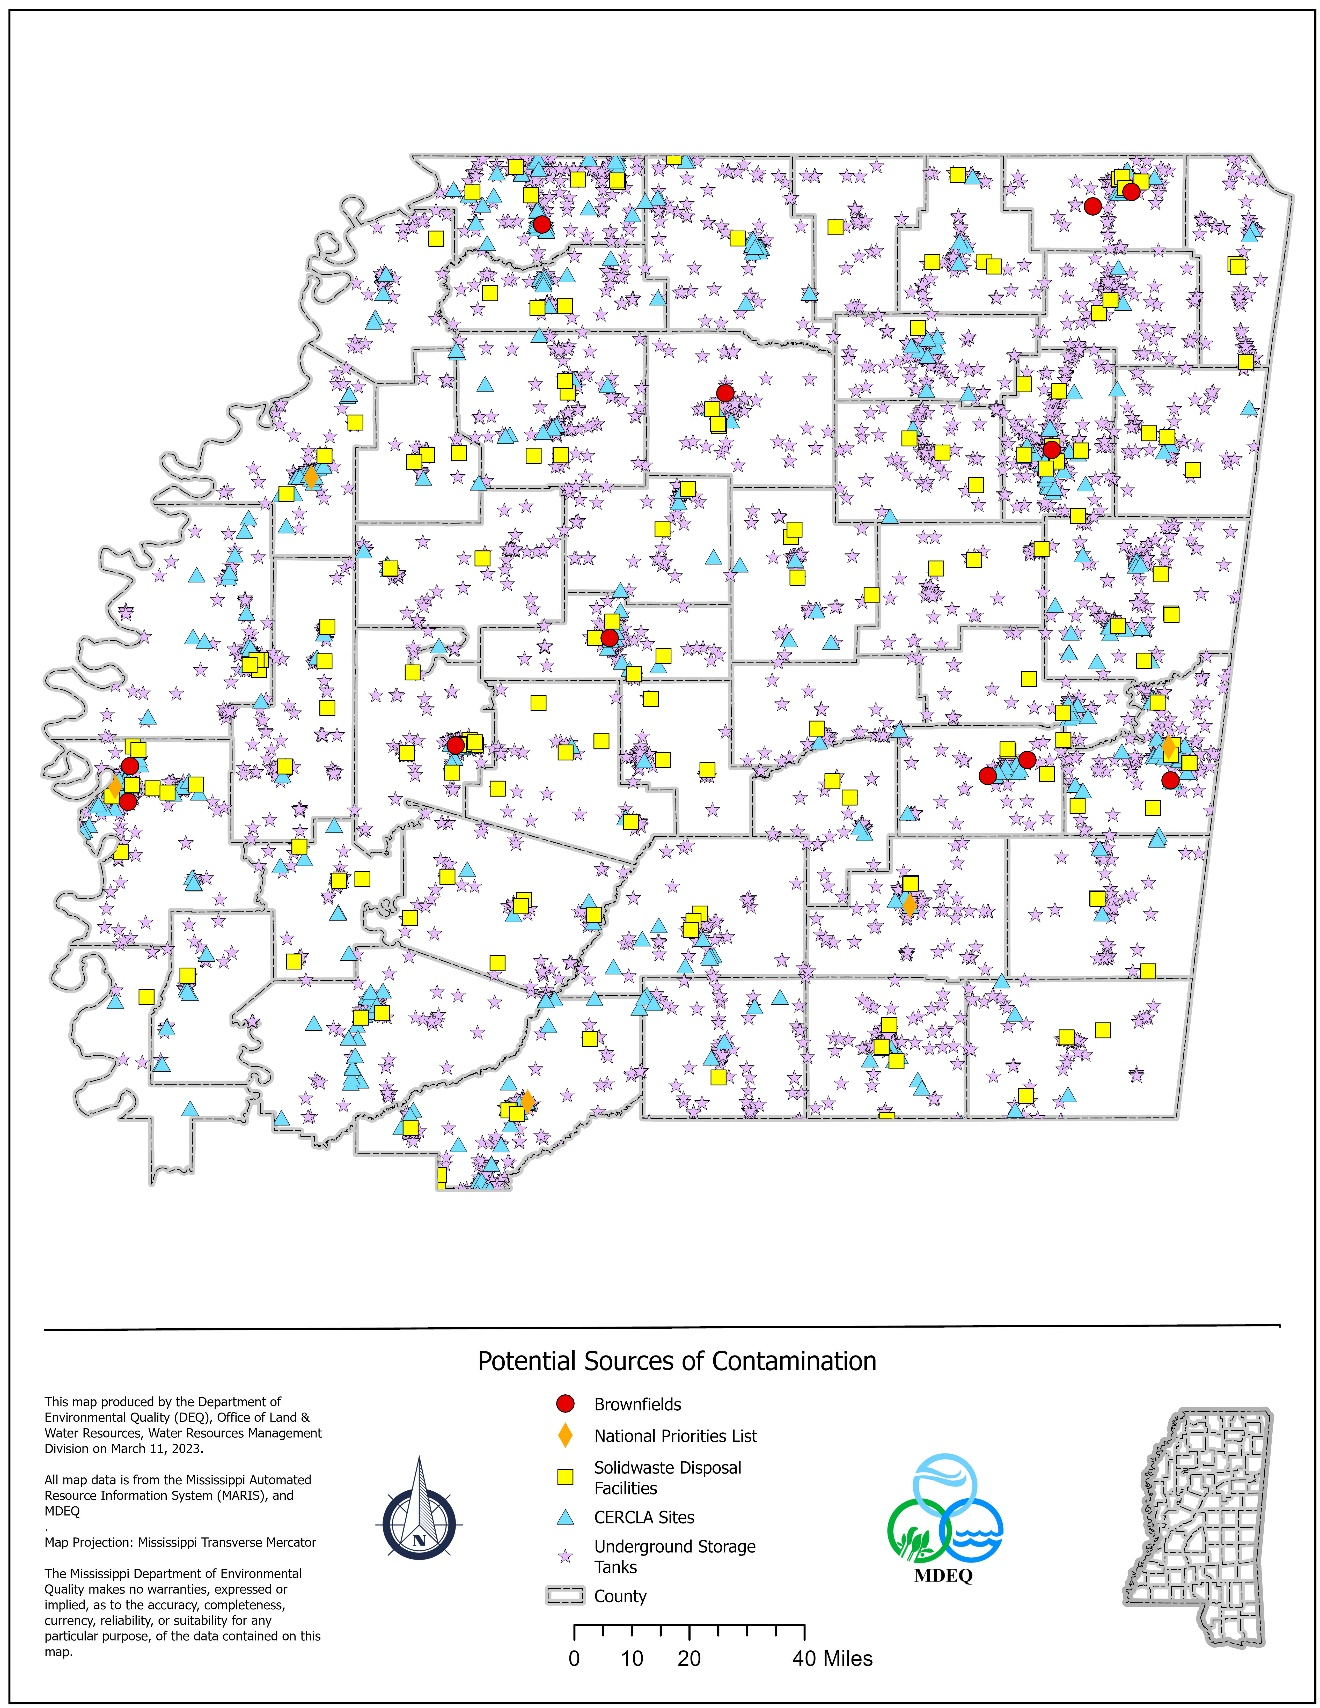 Potential Sources of Contamination
This map produced by the Department of
Environmental Quality (DEQ), Office of Land &
Water Resources, Water Resources Management
Division on March 11, 2023.
All map data is from the Mississippi Automated
Resource Information System (MARIS), and
MDEQ
.
Map Projection: Mississippi Transverse Mercator
The Mississippi Department of Environmental
Quality makes no warranties, expressed or
implied, as to the accuracy, completeness,
currency, reliability, or suitability for any
particular purpose, of the data contained on this
map.
N
Brownfields
National Priorities List
Solidwaste Disposal
Facilities
CERCLA Sites
Underground Storage
Tanks
County
0 10 20 40 Miles
MDEQ